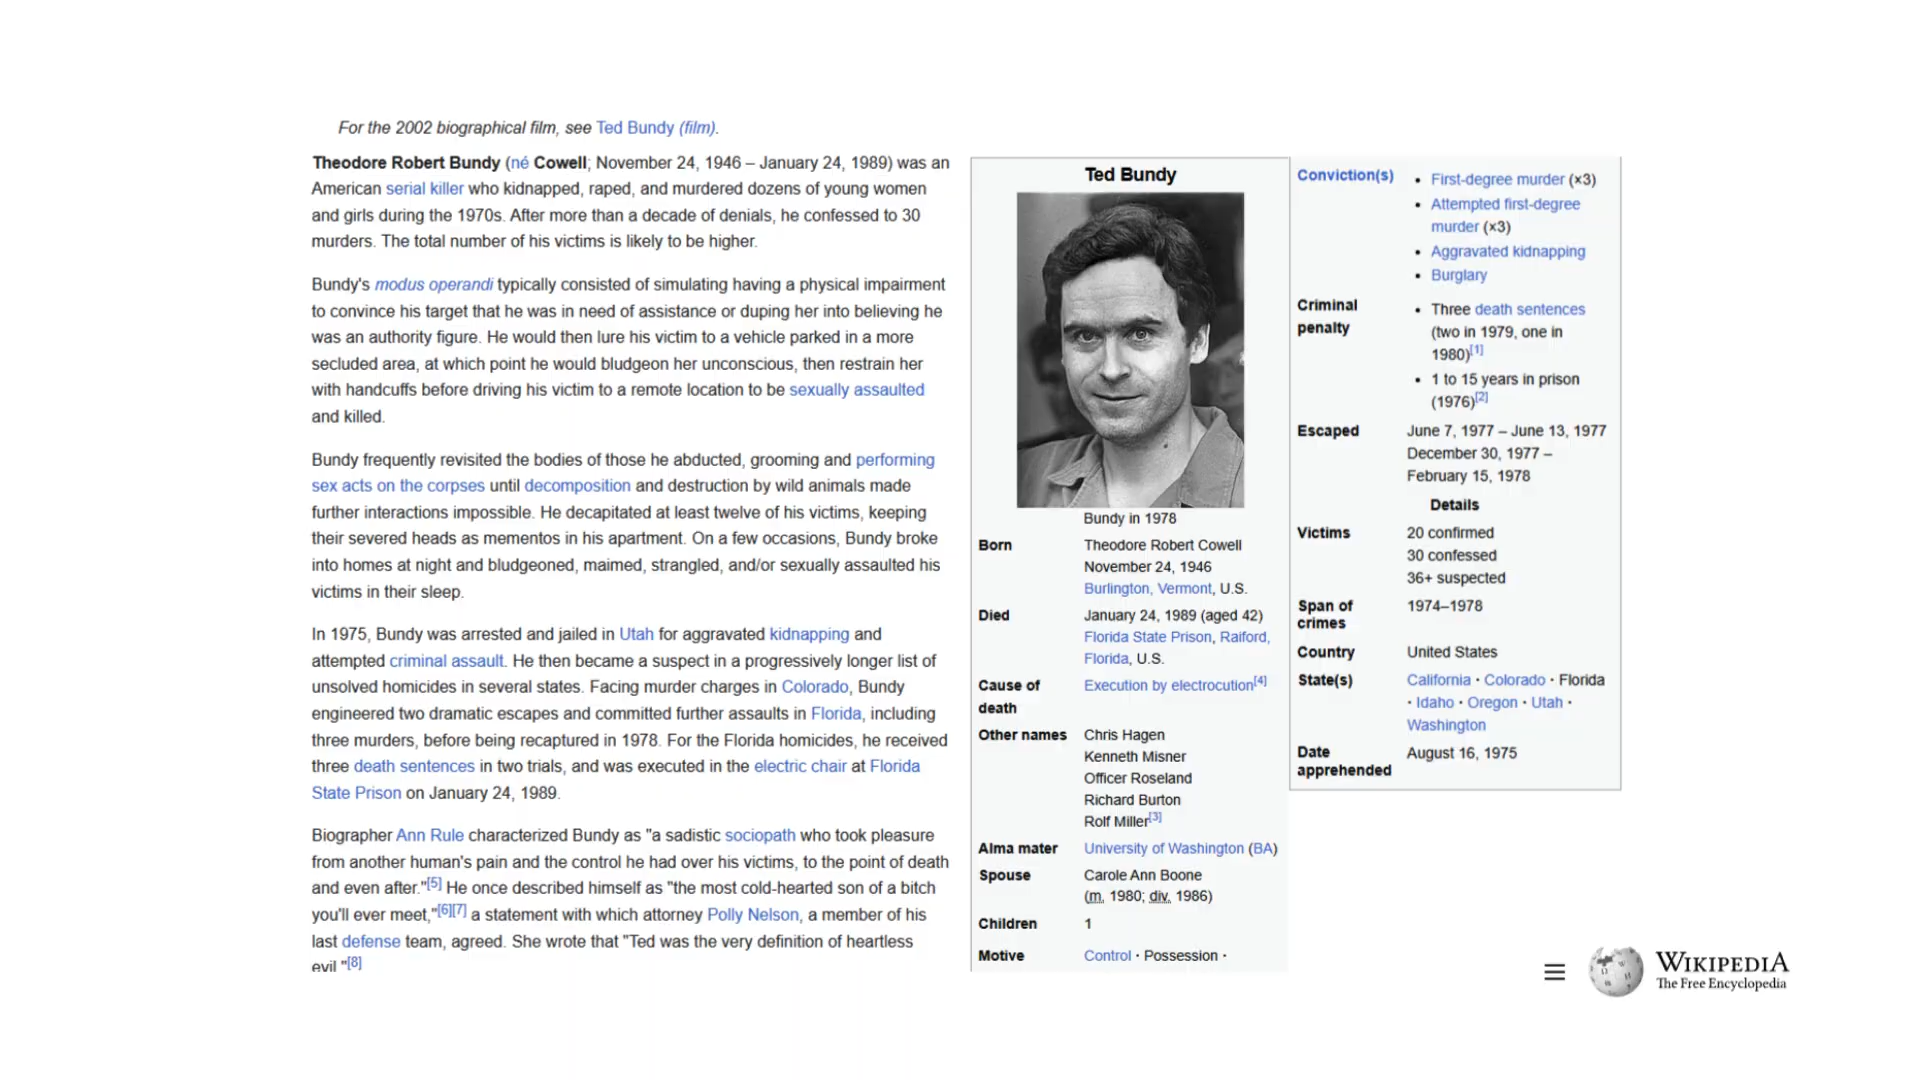 For the 2002 biographical film, see Ted Bundy (film).
Theodore Robert Bundy (né Cowell; November 24, 1946 – January 24, 1989) was an
American serial killer who kidnapped, raped, and murdered dozens of young women
and girls during the 1970s. After more than a decade of denials, he confessed to 30
murders. The total number of his victims is likely to be higher.
Bundy's modus operandi typically consisted of simulating having a physical impairment
to convince his target that he was in need of assistance or duping her into believing he
was an authority figure. He would then lure his victim to a vehicle parked in a more
secluded area, at which point he would bludgeon her unconscious, then restrain her
with handcuffs before driving his victim to a remote location to be sexually assaulted
and killed.
Bundy frequently revisited the bodies of those he abducted, grooming and performing
sex acts on the corpses until decomposition and destruction by wild animals made
further interactions impossible. He decapitated at least twelve of his victims, keeping
their severed heads as mementos in his apartment. On a few occasions, Bundy broke
into homes at night and bludgeoned, maimed, strangled, and/or sexually assaulted his
victims in their sleep.
In 1975, Bundy was arrested and jailed in Utah for aggravated kidnapping and
attempted criminal assault. He then became a suspect in a progressively longer list of
unsolved homicides in several states. Facing murder charges in Colorado, Bundy
engineered two dramatic escapes and committed further assaults in Florida, including
three murders, before being recaptured in 1978. For the Florida homicides, he received
three death sentences in two trials, and was executed in the electric chair at Florida
State Prison on January 24, 1989.
Biographer Ann Rule characterized Bundy as "a sadistic sociopath who took pleasure
from another human's pain and the control he had over his victims, to the point of death
and even after."[5] He once described himself as "the most cold-hearted son of a bitch
you'll ever meet,"[6][7] a statement with which attorney Polly Nelson, a member of his
last defense team, agreed. She wrote that "Ted was the very definition of heartless
evil "[8]
Ted Bundy
Bundy in 1978
Born Theodore Robert Cowell
November 24, 1946
Burlington, Vermont, U.S.
Died January 24, 1989 (aged 42)
Florida State Prison, Raiford,
Florida, U.S.
Cause of Execution by electrocution[4]
death
Other names Chris Hagen
Kenneth Misner
Officer Roseland
Richard Burton
Rolf Miller[3]
Alma mater University of Washington (BA)
Spouse Carole Ann Boone
(m. 1980; div. 1986)
Children 1
Motive Control · Possession ·
Conviction(s) • First-degree murder (×3)
• Attempted first-degree
murder (×3)
• Aggravated kidnapping
• Burglary
Criminal • Three death sentences
penalty (two in 1979, one in
1980)[1]
• 1 to 15 years in prison
(1976)[2]
Escaped June 7, 1977 – June 13, 1977
December 30, 1977 –
February 15, 1978
Details
Victims 20 confirmed
30 confessed
36+ suspected
Span of 1974–1978
crimes
Country United States
State(s) California · Colorado · Florida
· Idaho · Oregon · Utah ·
Washington
Date August 16, 1975
apprehended
WIKIPEDIA
The Free Encyclopedia